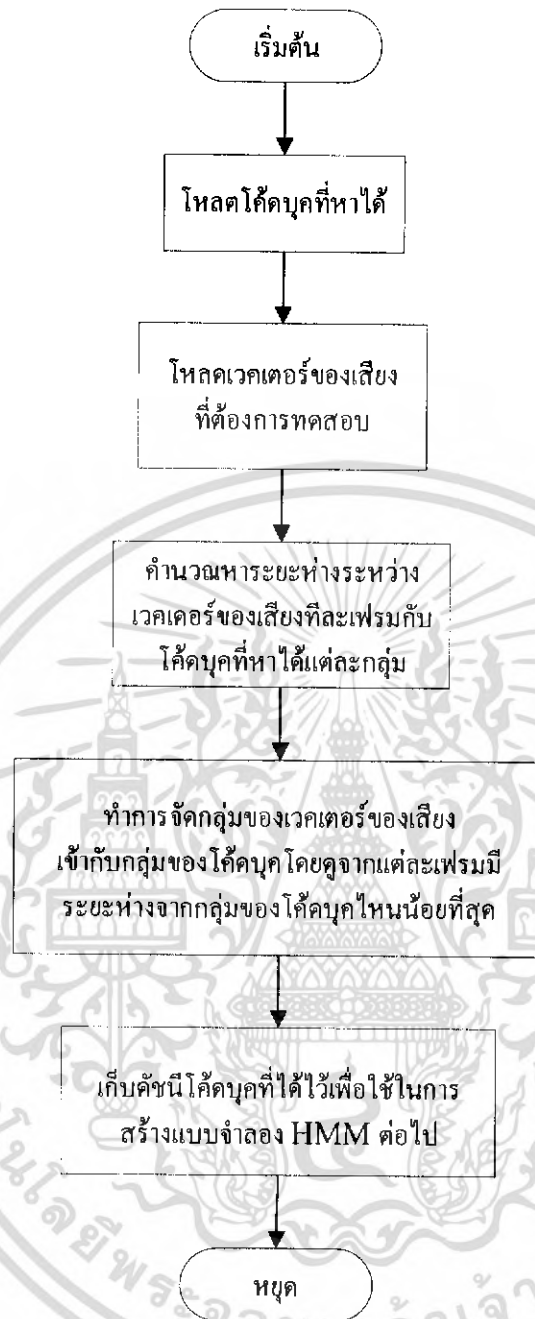 เริ่มต้น
โหลดโค้ดบุคที่หาได้
โหลดเวคเตอร์ของเสียง
ที่ต้องการทดสอบ
คำนวณหาระยะห่างระหว่าง
เวคเตอร์ของเสียงทีละเฟรมกับ
โค้ดบุคที่หาได้แต่ละกลุ่ม
ทำการจัดกลุ่มของเวคเตอร์ของเสียง
เข้ากับกลุ่มของโค้ดบุคโดยดูจากแต่ละเฟรมมี
ระยะห่างจากกลุ่มของโค้ดบุคไหนน้อยที่สุด
เก็บดัชนีโค้ดบุคที่ได้ไว้เพื่อใช้ในการ
สร้างแบบจำลอง HMM ต่อไป
หยุด